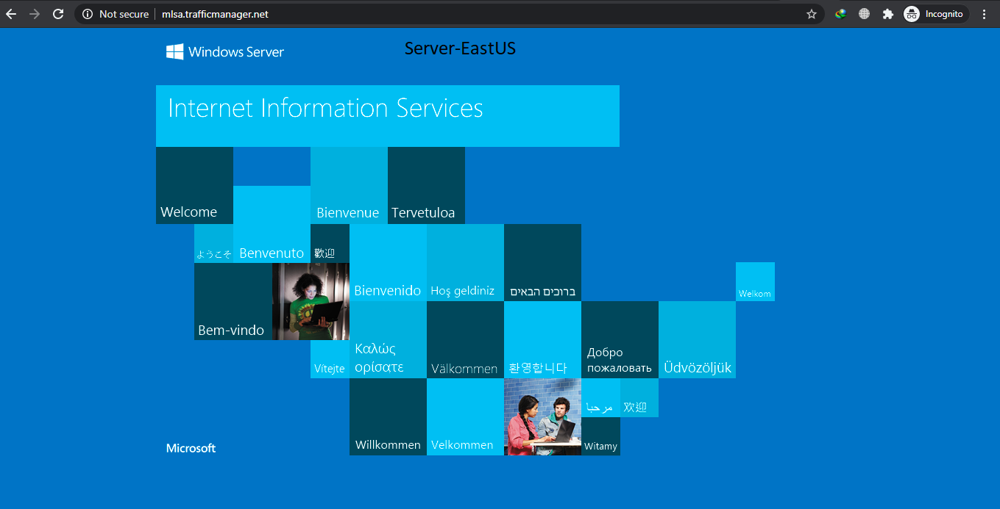 Not secure
mlsa.trafficmanager.net
Incognito
Windows Server
Server-EastUS
Internet Information Services
Welcome
Bienvenue
Tervetuloa
ようこそ
Benvenuto
歡迎
Bienvenido
Hoş geldiniz
ברוכים הבאים
Welkom
Bem-vindo
Vítejte
Καλώς
ορίσατε
Välkommen
환영합니다
Добро
пожаловать
Üdvözöljük
Microsoft
Willkommen
Velkommen
مرحبا
欢迎
Witamy